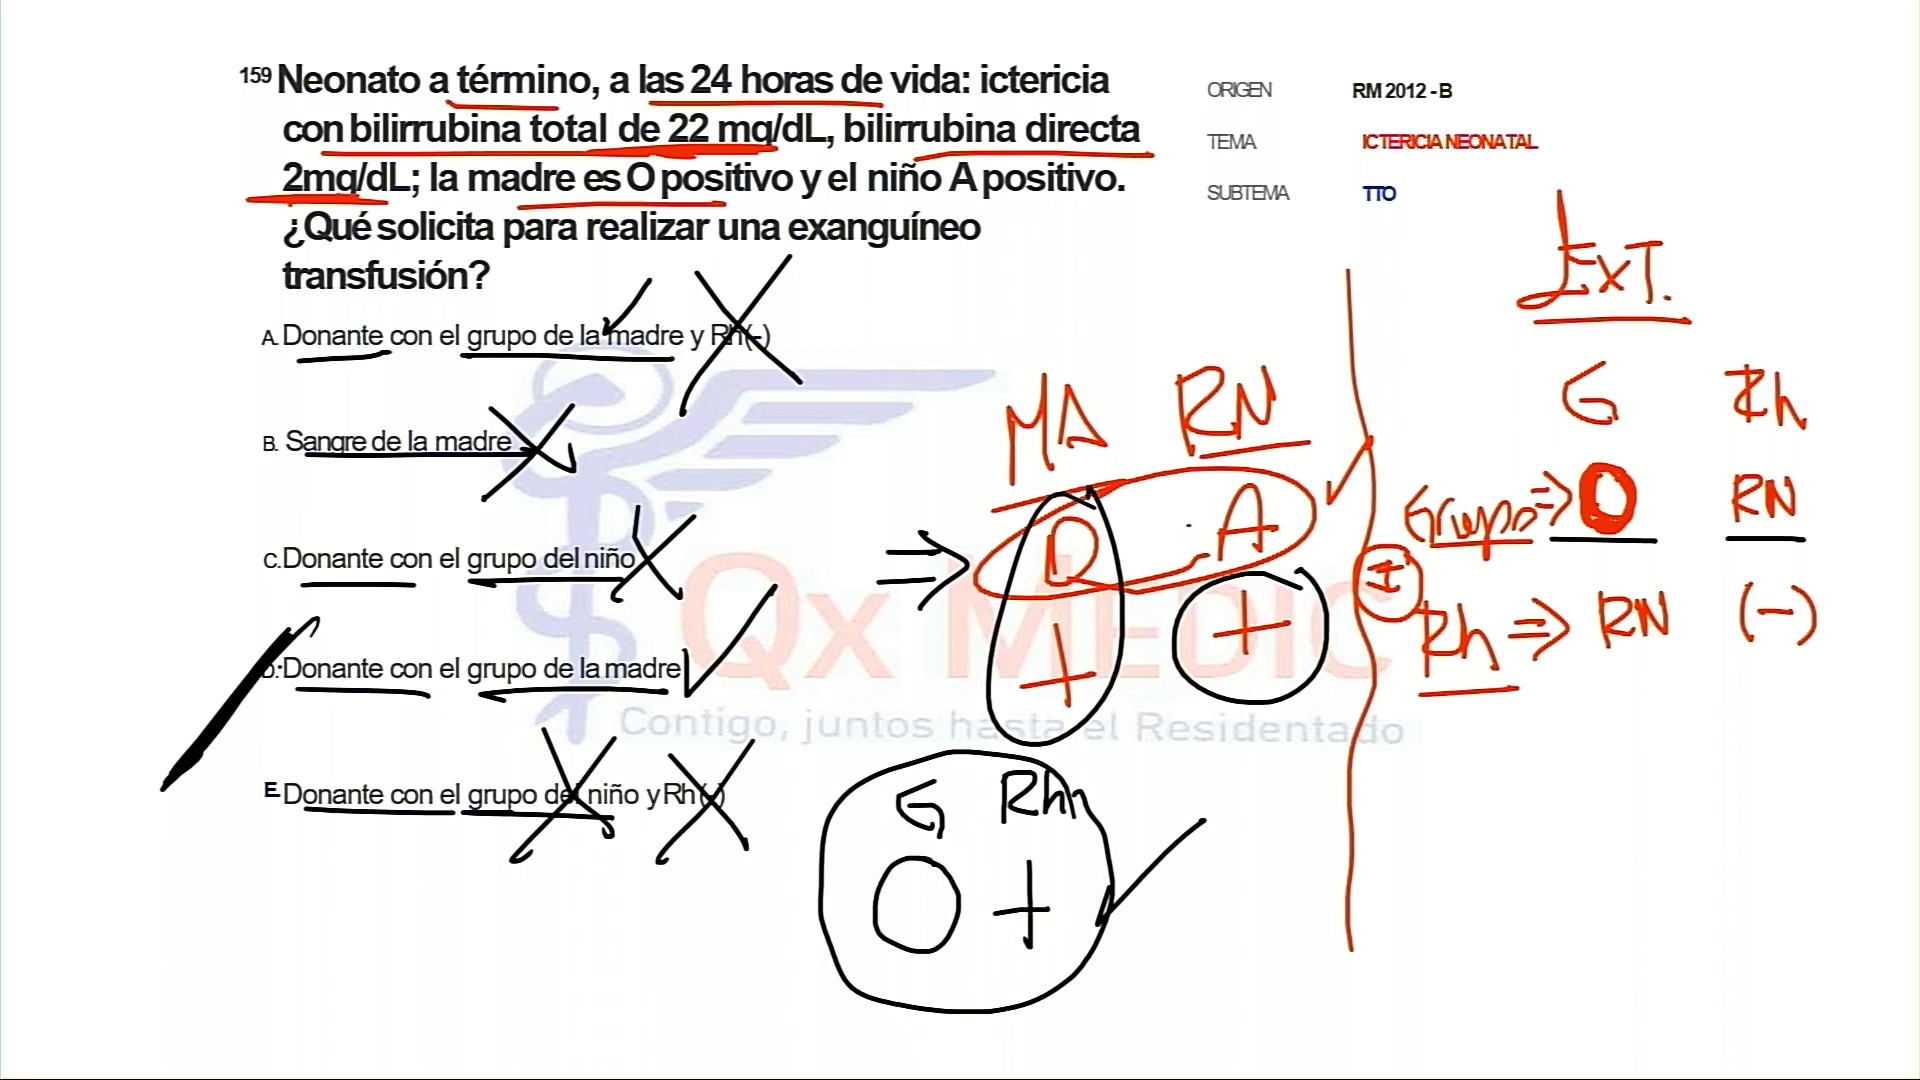 159 Neonato a término, a las 24 horas de vida: ictericia
con bilirrubina total de 22 mq/dL, bilirrubina directa
2mq/dL; la madre es O positivo y el niño A positivo.
¿Qué solicita para realizar una exanguíneo
transfusión?
A. Donante con el grupo de la madre y Rh(-)
B. Sangre de la madre
C. Donante con el grupo del niño
D. Donante con el grupo de la madre
E. Donante con el grupo del niño y Rh(-)
ORIGEN RM 2012 - B
TEMA ICTERICIA NEONATAL
SUBTEMA TTO
ExT.
G Rh
Grupo => O RN
I
Rh => RN (-)
MA RN
O A
+ +
G Rh
O +
Qx MEDIC
Contigo, juntos hasta el Residentado